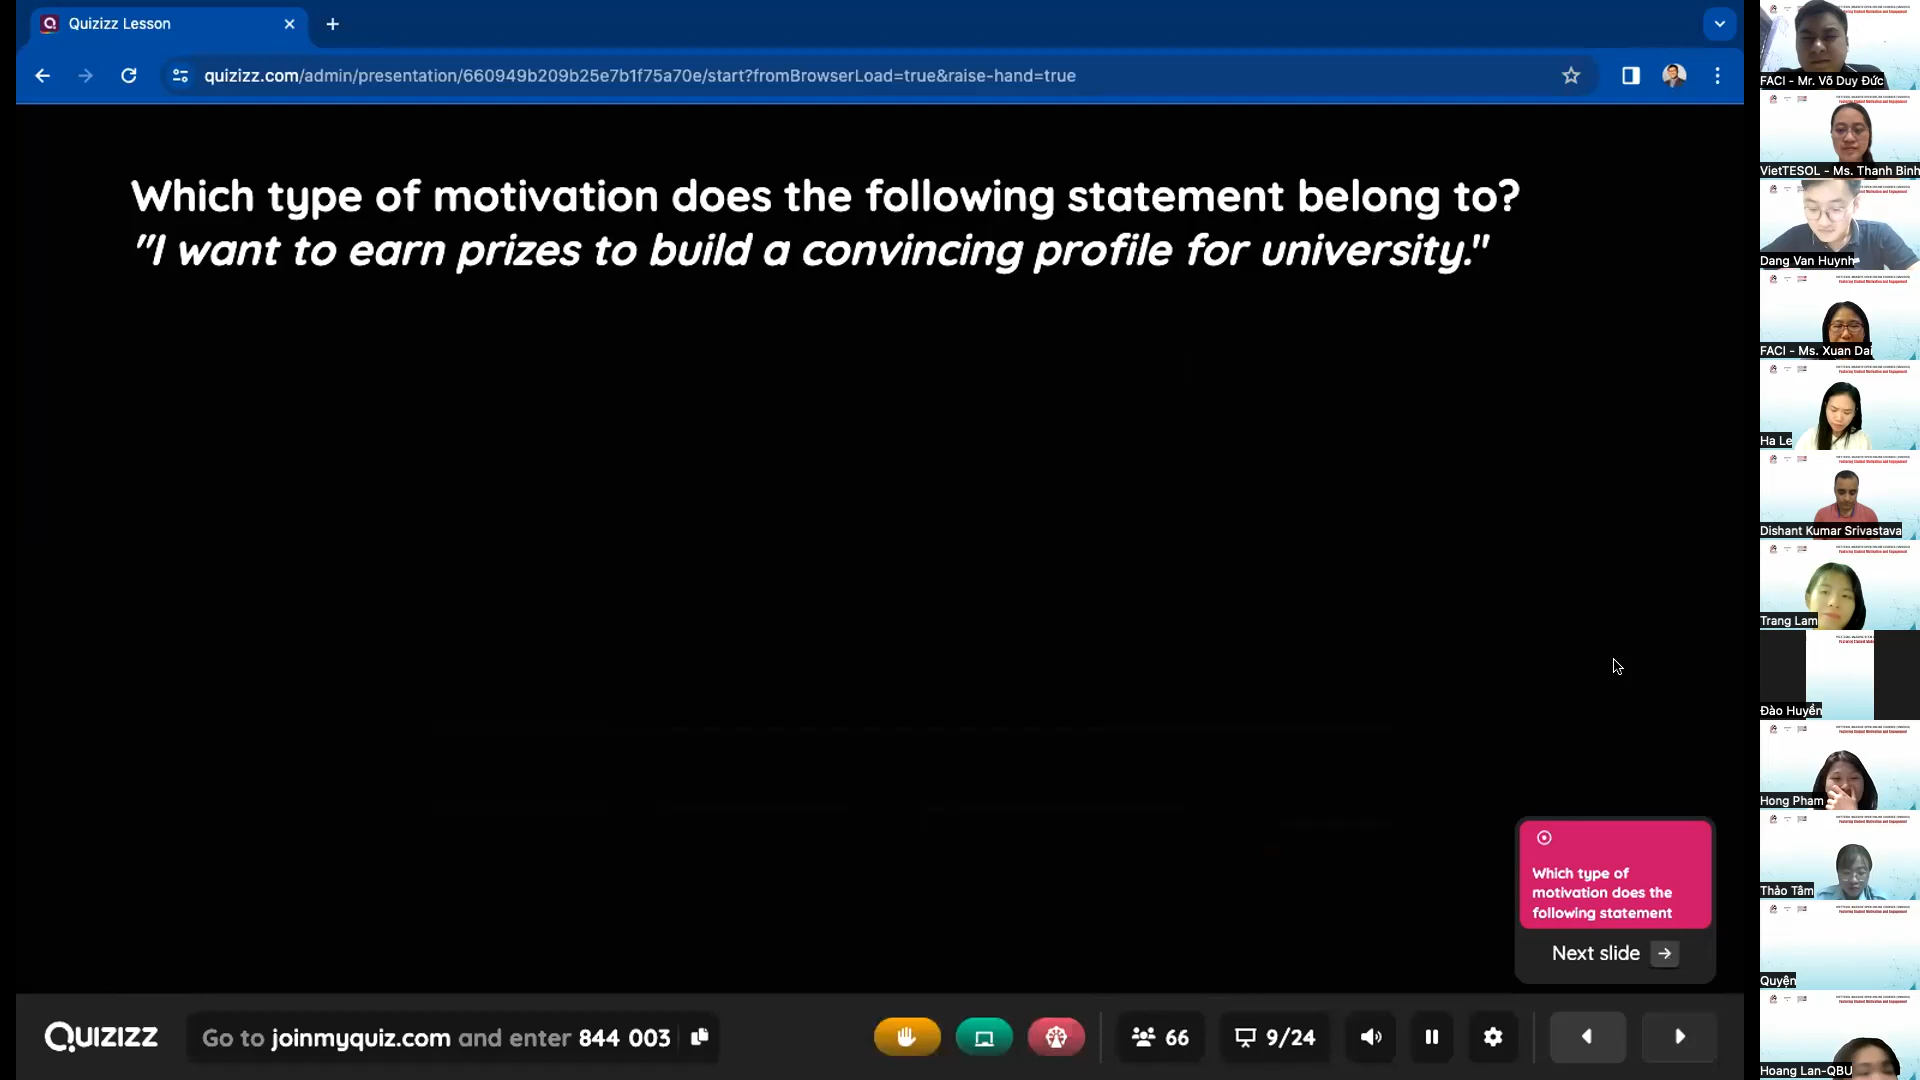 Quizizz Lesson
quizizz.com/admin/presentation/660949b209b25e7b1f75a70e/start?fromBrowserLoad=true&raise-hand=true
Which type of motivation does the following statement belong to?
"I want to earn prizes to build a convincing profile for university."
Which type of
motivation does the
following statement
Next slide
QUIZIZZ
Go to joinmyquiz.com and enter 844 003
66
9/24
FACI - Mr. Võ Duy Đức
VietTESOL - Ms. Thanh Binh
Dang Van Huynh
FACI - Ms. Xuan Dai
Ha Le
Dishant Kumar Srivastava
Trang Lam
Đào Huyền
Hong Pham
Thảo Tâm
Quyện
Hoang Lan-QBU